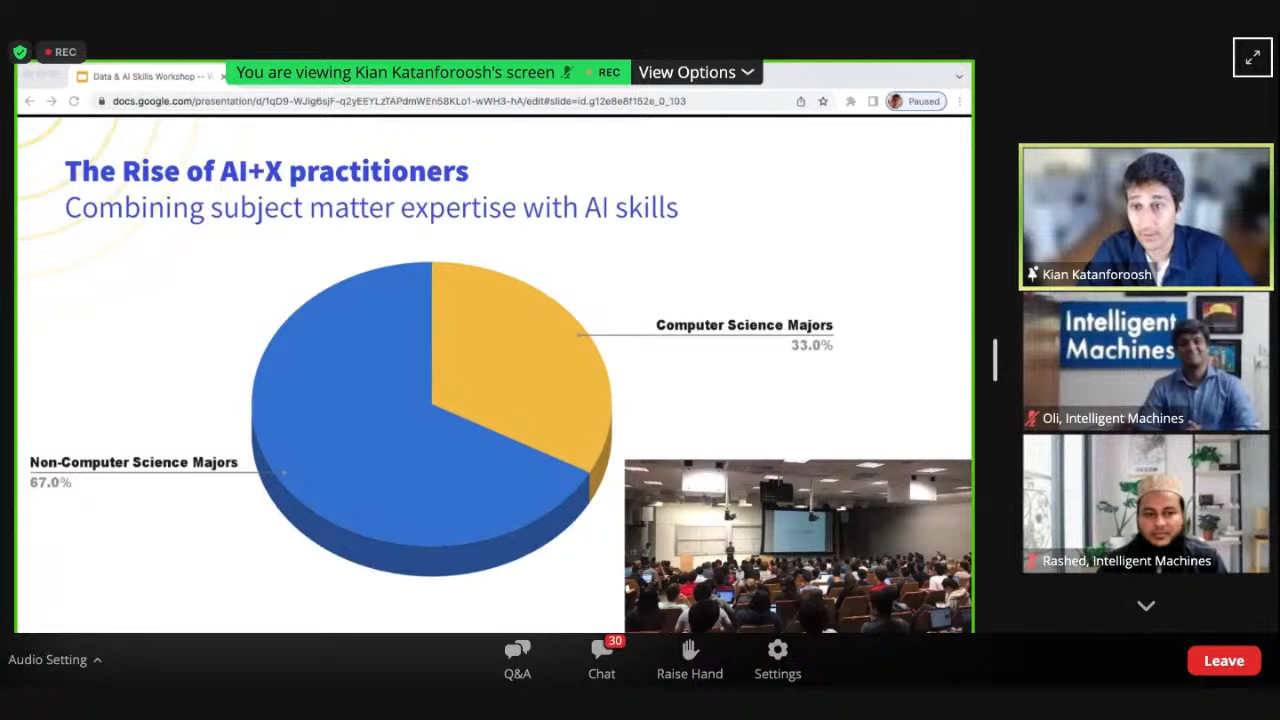 REC
Data & AI Skills Workshop --
You are viewing Kian Katanforoosh's screen
REC
View Options
docs.google.com/presentation/d/1qD9-WJig6sjF-q2yEEYLzTAPdmWEn58KLo1-wWH3-hA/edit#slide=id.g12e8e8f152e_0_103
Paused
The Rise of AI+X practitioners
Combining subject matter expertise with AI skills
Computer Science Majors
33.0%
Non-Computer Science Majors
67.0%
Kian Katanforoosh
Intelligent
Machines
Oli, Intelligent Machines
Rashed, Intelligent Machines
Audio Setting
Q&A
30
Chat
Raise Hand
Settings
Leave